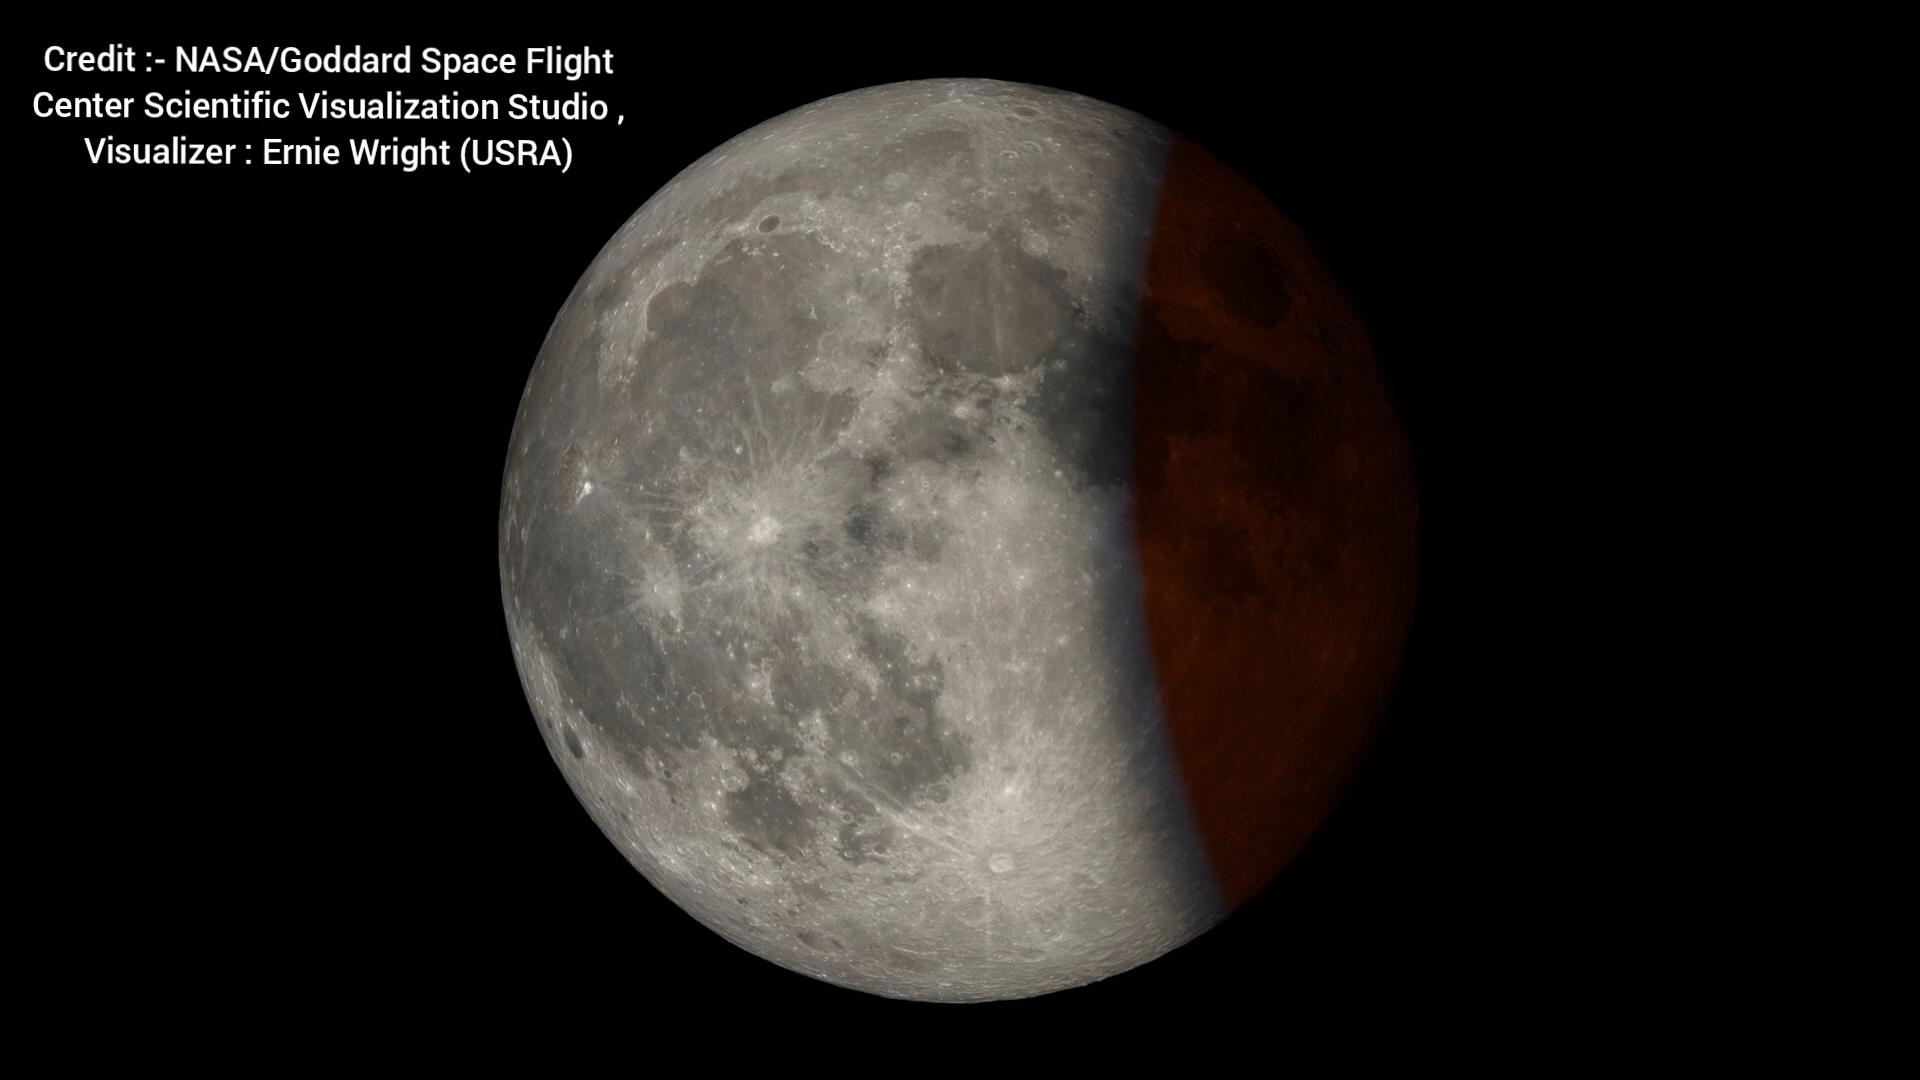 Credit :- NASA/Goddard Space Flight
Center Scientific Visualization Studio ,
Visualizer : Ernie Wright (USRA)